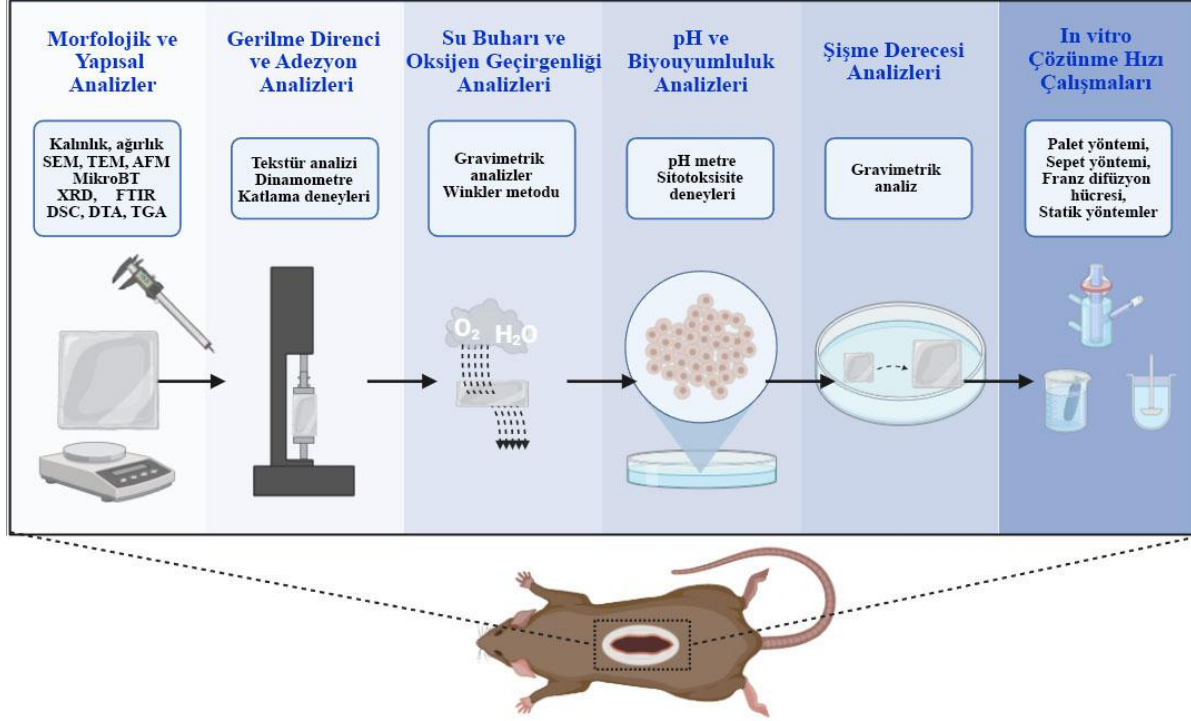 Morfolojik ve
Yapısal
Analizler
Kalınlık, ağırlık
SEM, TEM, AFM
MikroBT
XRD, FTIR
DSC, DTA, TGA
Gerilme Direnci
ve Adezyon
Analizleri
Tekstür analizi
Dinamometre
Katlama deneyleri
Su Buharı ve
Oksijen Geçirgenliği
Analizleri
Gravimetrik
analizler
Winkler metodu
O₂ H₂O
pH ve
Biyouyumluluk
Analizleri
pH metre
Sitotoksisite
deneyleri
Şişme Derecesi
Analizleri
Gravimetrik
analiz
In vitro
Çözünme Hızı
Çalışmaları
Palet yöntemi,
Sepet yöntemi,
Franz difüzyon
hücresi,
Statik yöntemler